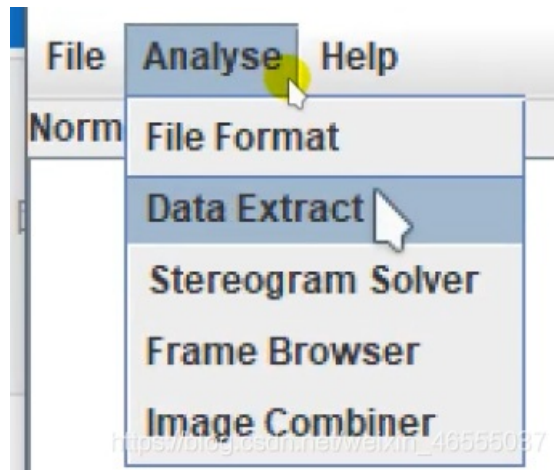 File Analyse Help
Norm
File Format
Data Extract
Stereogram Solver
Frame Browser
Image Combiner
https://blog.csdn.net/weixin_46555087